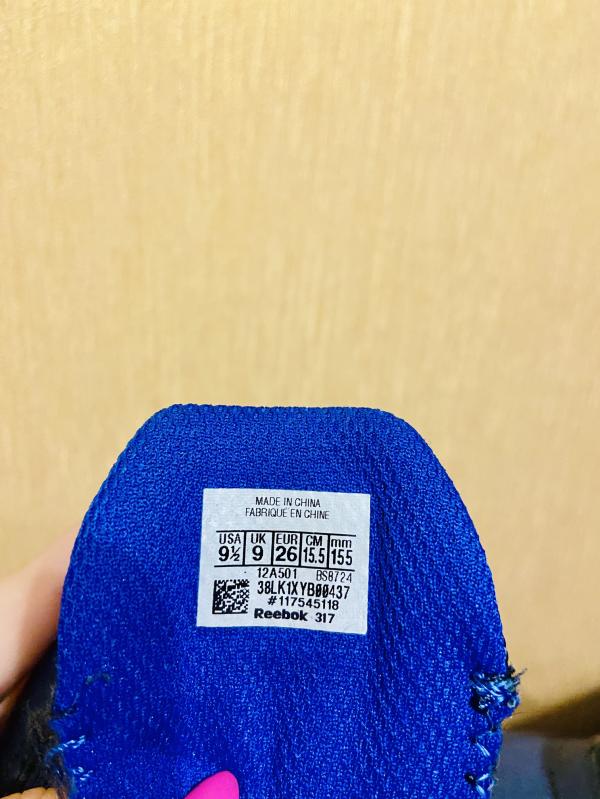 MADE IN CHINA
FABRIQUE EN CHINE
USA UK EUR CM mm
9½ 9 26 15.5 155
12A501 BS8724
38LK1XYB00437
#117545118
Reebok 317